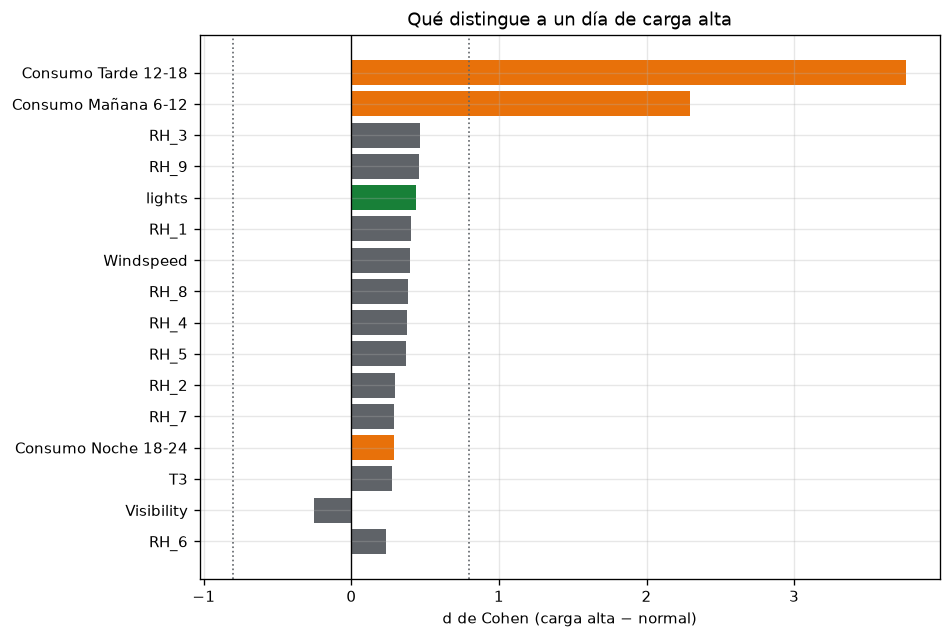 Qué distingue a un día de carga alta
Consumo Tarde 12-18
Consumo Mañana 6-12
RH_3
RH_9
lights
RH_1
Windspeed
RH_8
RH_4
RH_5
RH_2
RH_7
Consumo Noche 18-24
T3
Visibility
RH_6
−1 0 1 2 3
d de Cohen (carga alta − normal)